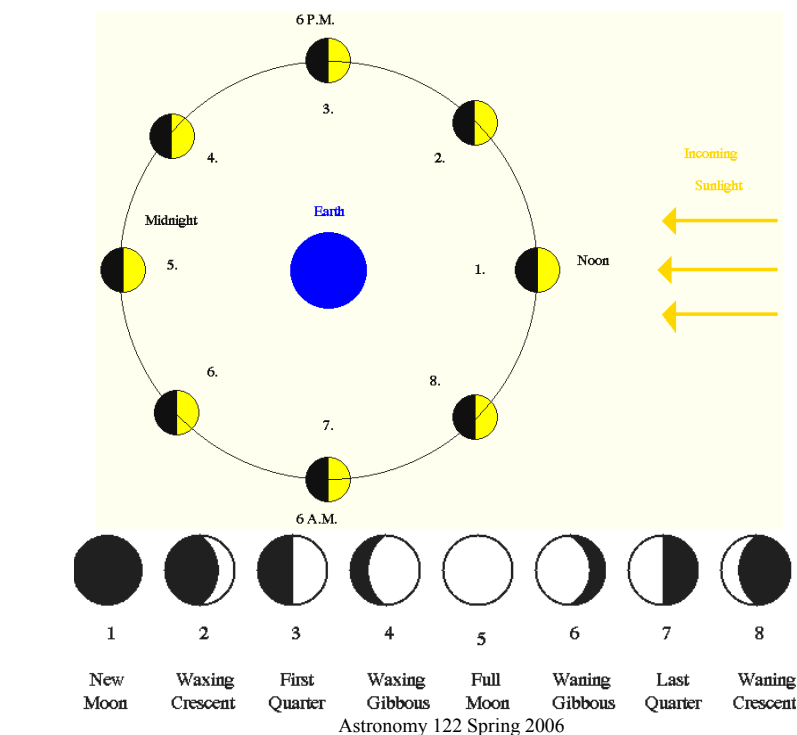 6 P.M.
3.
2.
4.
Incoming
Sunlight
Midnight
Earth
5.
1.
Noon
6.
8.
7.
6 A.M.
1 2 3 4 5 6 7 8
New Waxing First Waxing Full Waning Last Waning
Moon Crescent Quarter Gibbous Moon Gibbous Quarter Crescent
Astronomy 122 Spring 2006